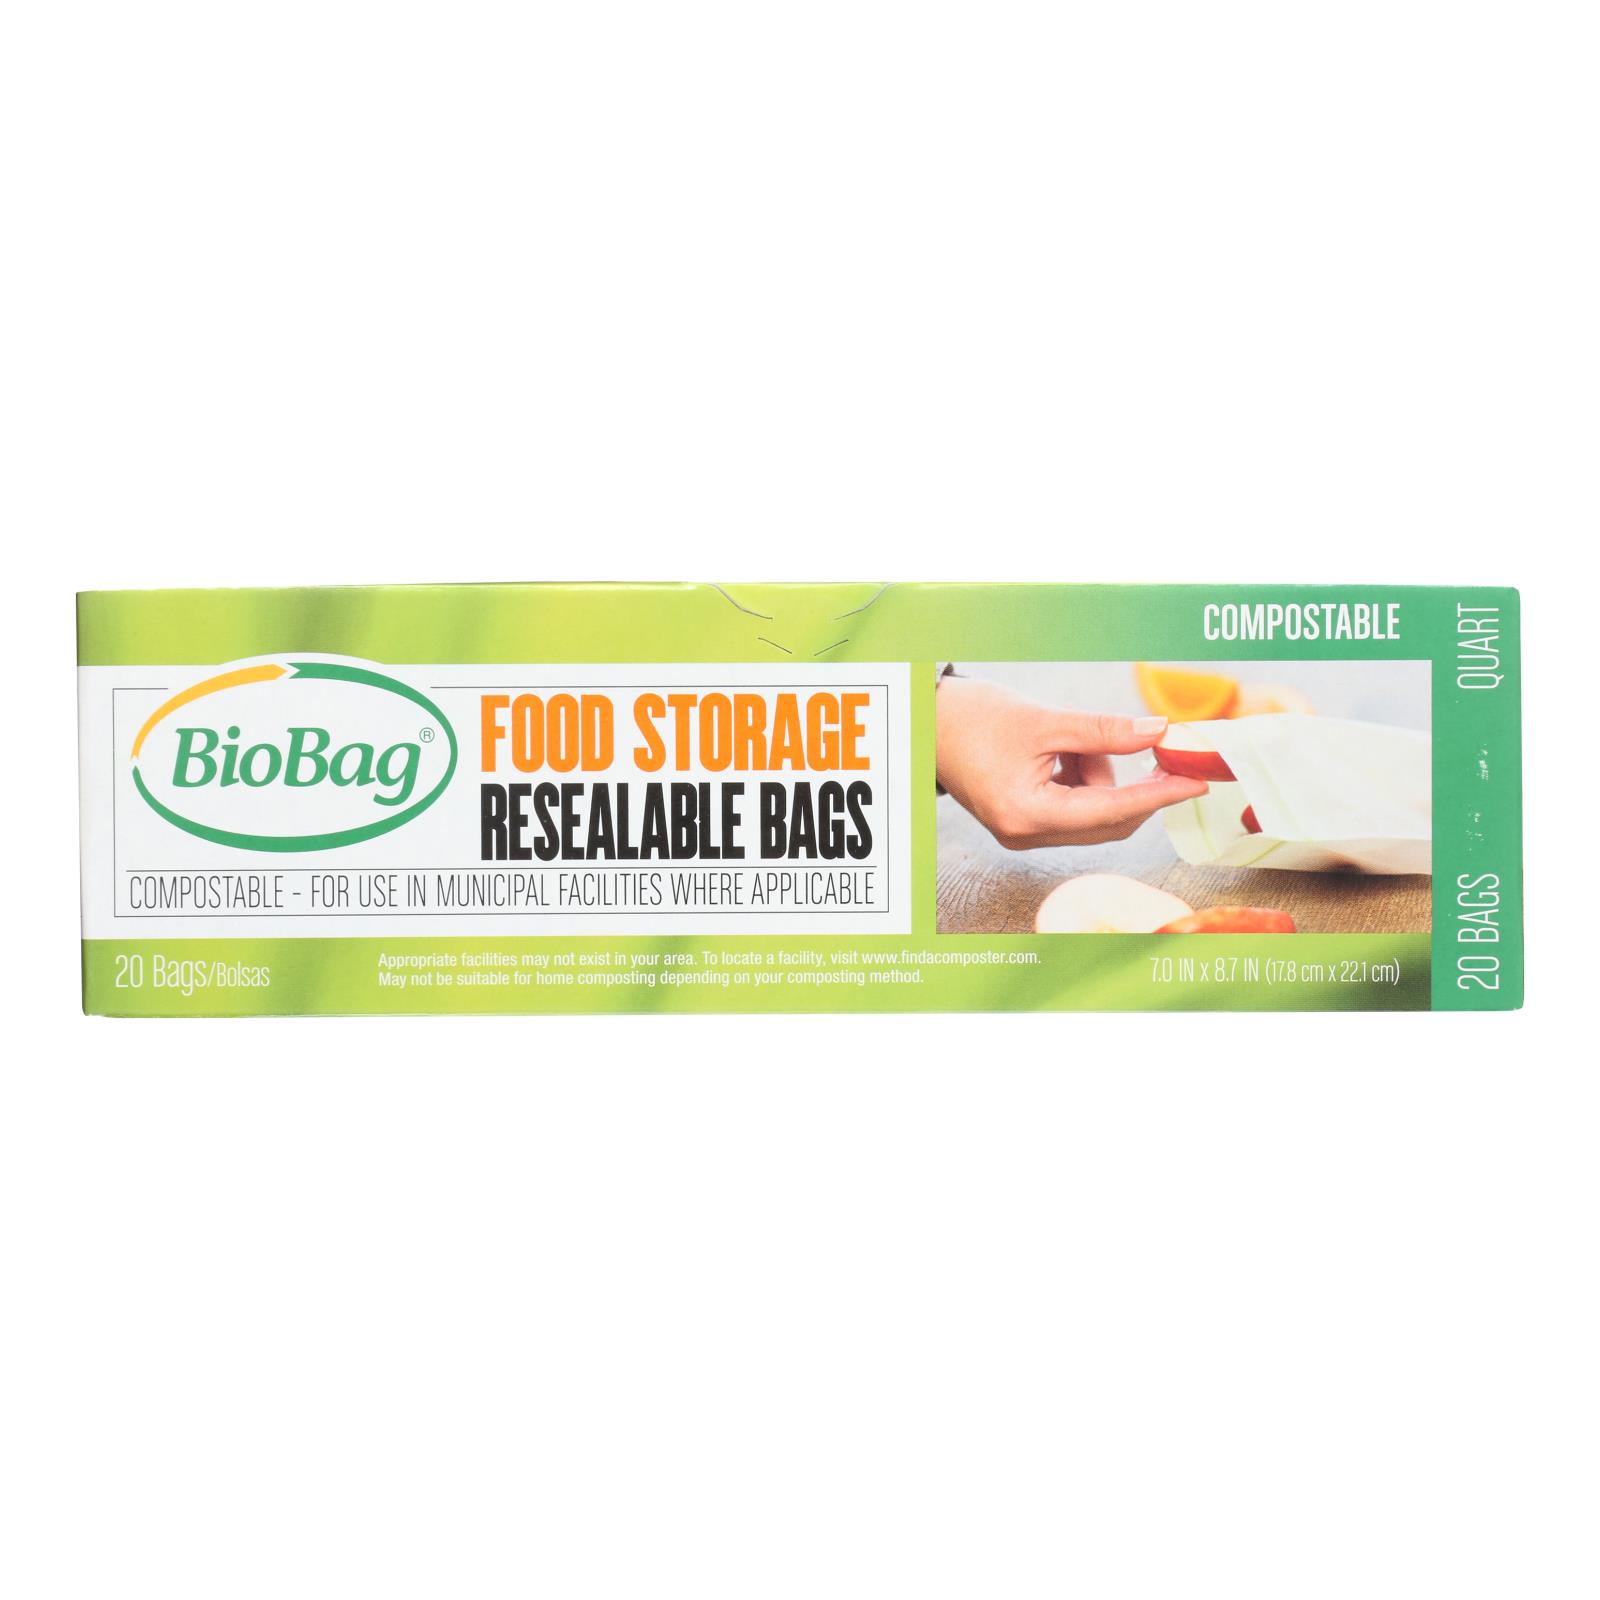 COMPOSTABLE
BioBag®
FOOD STORAGE
RESEALABLE BAGS
COMPOSTABLE - FOR USE IN MUNICIPAL FACILITIES WHERE APPLICABLE
20 Bags/Bolsas
Appropriate facilities may not exist in your area. To locate a facility, visit www.findacomposter.com.
May not be suitable for home composting depending on your composting method.
7.0 IN x 8.7 IN (17.8 cm x 22.1 cm)
20 BAGS QUART